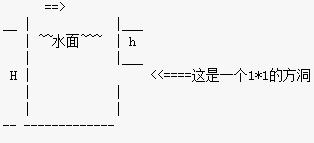 ==>
~~水面~~~
h
H
<<====这是一个1*1的方洞